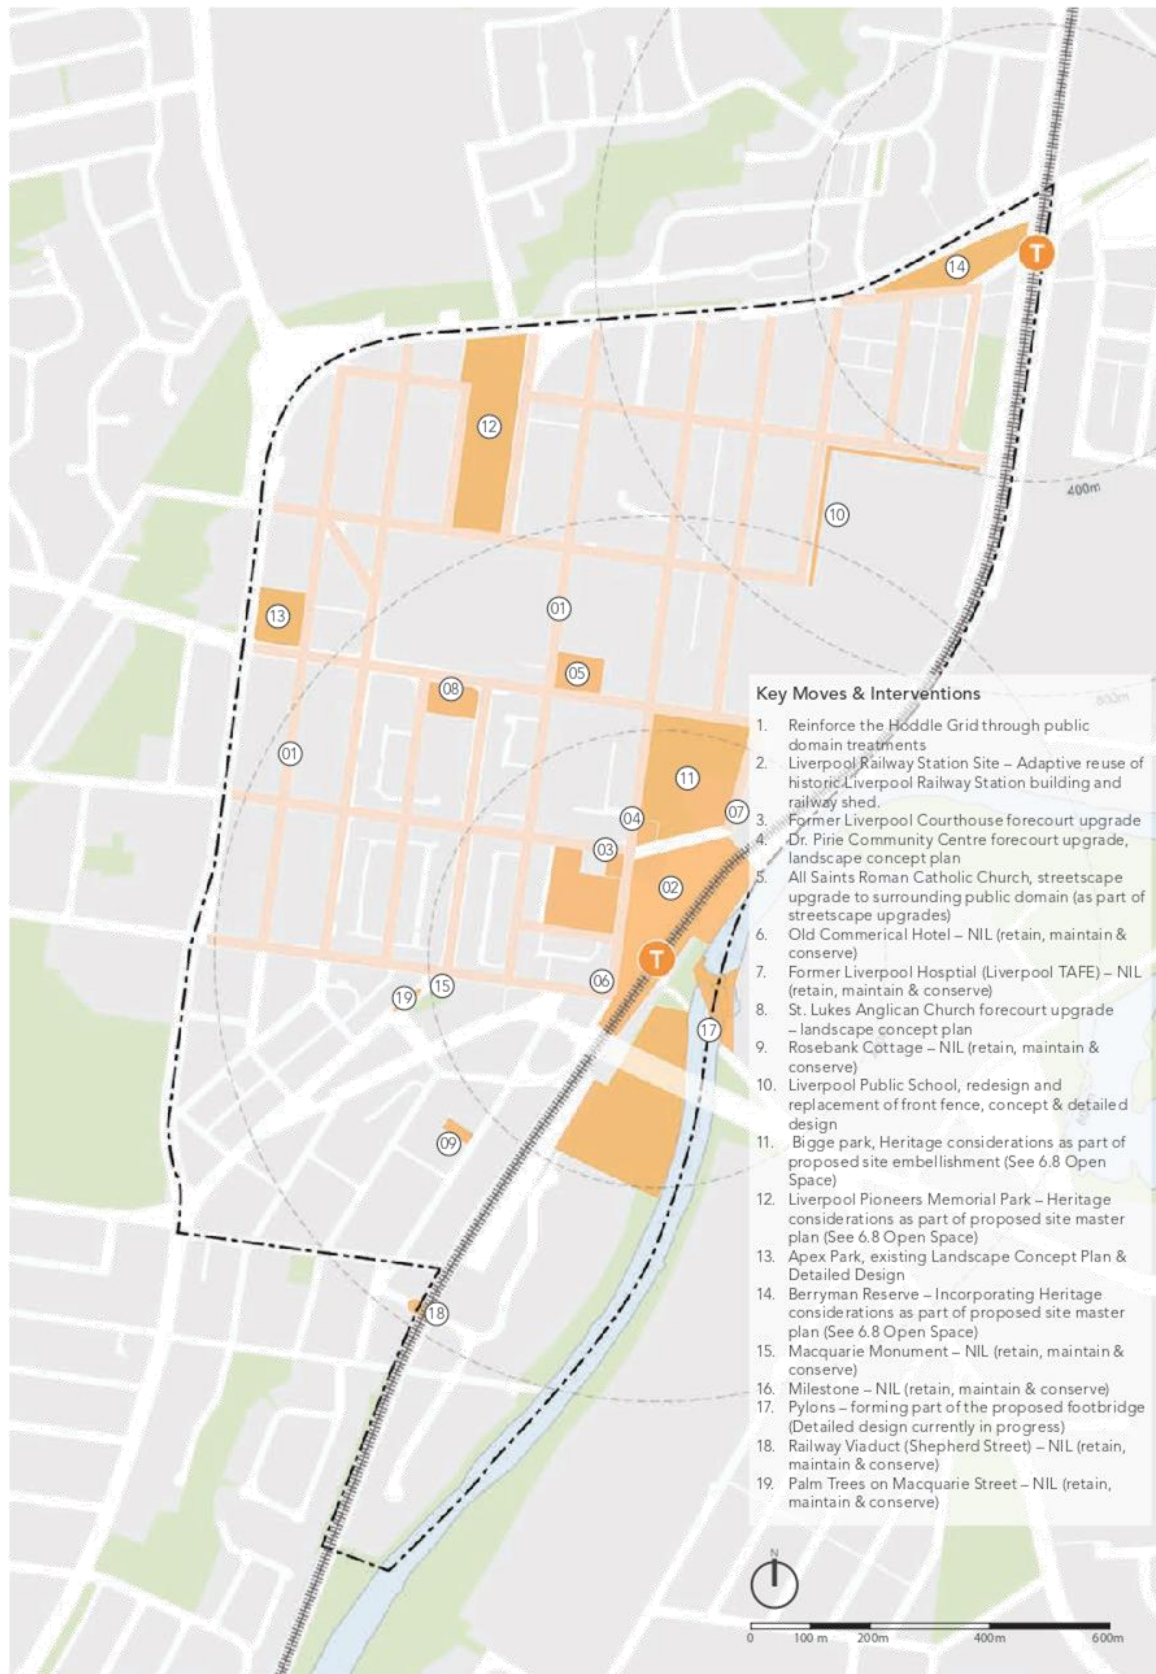 T
14
12
400m
10
13
01
05
08
Key Moves & Interventions
800m
1. Reinforce the Hoddle Grid through public
domain treatments
2. Liverpool Railway Station Site – Adaptive reuse of
historic Liverpool Railway Station building and
railway shed.
3. Former Liverpool Courthouse forecourt upgrade
4. Dr. Pirie Community Centre forecourt upgrade,
landscape concept plan
5. All Saints Roman Catholic Church, streetscape
upgrade to surrounding public domain (as part of
streetscape upgrades)
6. Old Commerical Hotel – NIL (retain, maintain &
conserve)
7. Former Liverpool Hosptial (Liverpool TAFE) – NIL
(retain, maintain & conserve)
8. St. Lukes Anglican Church forecourt upgrade
– landscape concept plan
9. Rosebank Cottage – NIL (retain, maintain &
conserve)
10. Liverpool Public School, redesign and
replacement of front fence, concept & detailed
design
11. Bigge park, Heritage considerations as part of
proposed site embellishment (See 6.8 Open
Space)
12. Liverpool Pioneers Memorial Park – Heritage
considerations as part of proposed site master
plan (See 6.8 Open Space)
13. Apex Park, existing Landscape Concept Plan &
Detailed Design
14. Berryman Reserve – Incorporating Heritage
considerations as part of proposed site master
plan (See 6.8 Open Space)
15. Macquarie Monument – NIL (retain, maintain &
conserve)
16. Milestone – NIL (retain, maintain & conserve)
17. Pylons – forming part of the proposed footbridge
(Detailed design currently in progress)
18. Railway Viaduct (Shepherd Street) – NIL (retain,
maintain & conserve)
19. Palm Trees on Macquarie Street – NIL (retain,
maintain & conserve)
01
11
07
04
03
02
T
06
15
19
17
09
18
N
0 100 m 200m 400m 600m